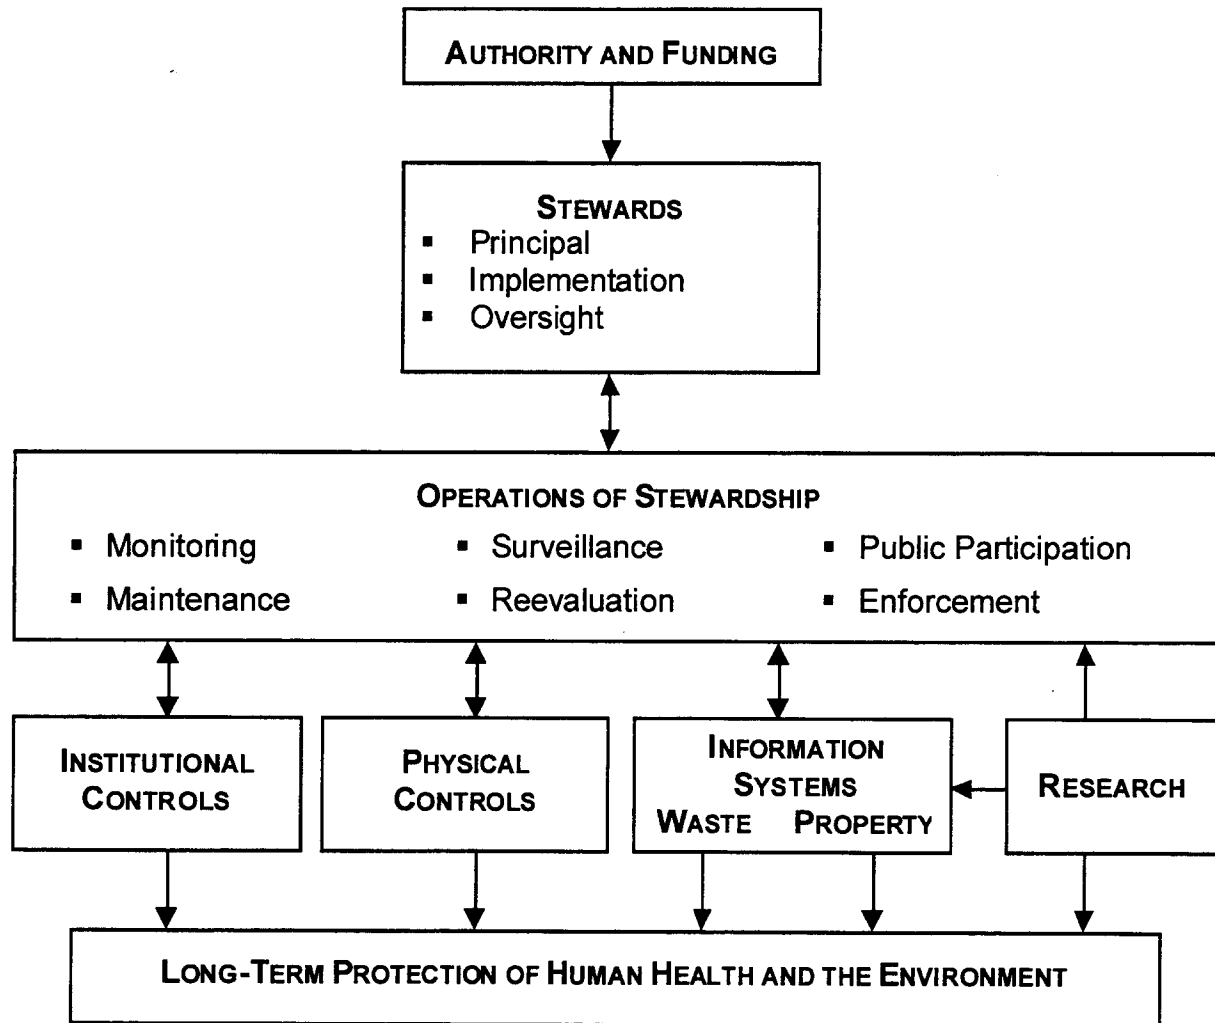 AUTHORITY AND FUNDING
STEWARDS
▪ Principal
▪ Implementation
▪ Oversight
OPERATIONS OF STEWARDSHIP
▪ Monitoring ▪ Surveillance ▪ Public Participation
▪ Maintenance ▪ Reevaluation ▪ Enforcement
INSTITUTIONAL
CONTROLS
PHYSICAL
CONTROLS
INFORMATION
SYSTEMS
WASTE PROPERTY
RESEARCH
LONG-TERM PROTECTION OF HUMAN HEALTH AND THE ENVIRONMENT